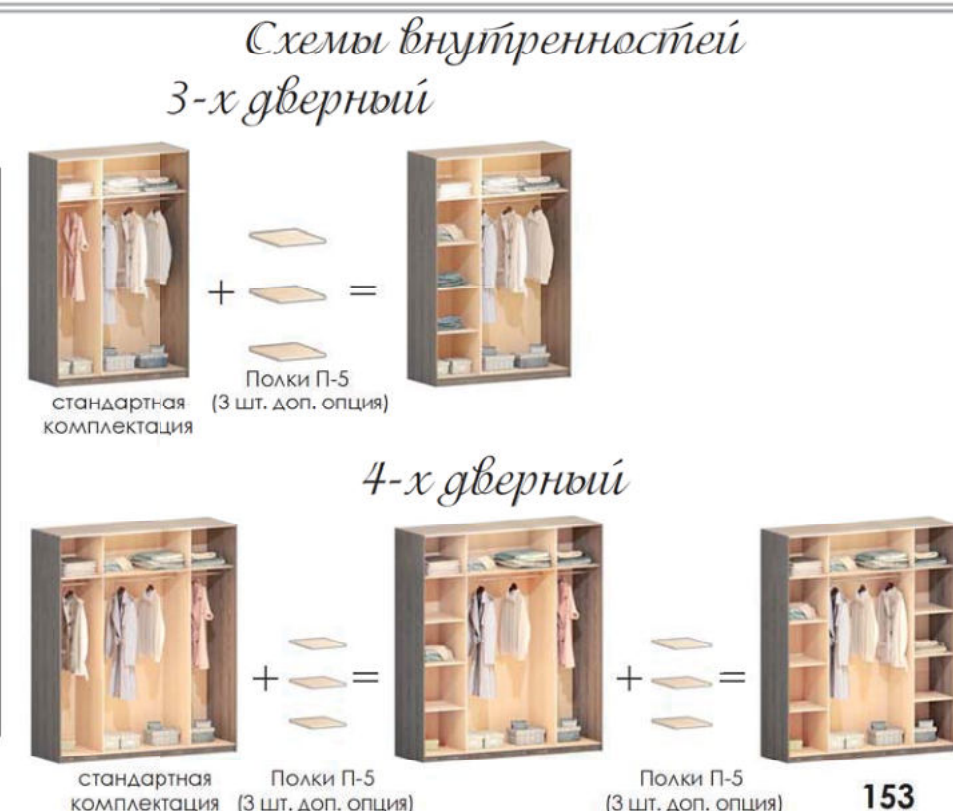 Схемы внутренностей
3-х дверный
+ =
стандартная
комплектация
Полки П-5
(3 шт. доп. опция)
4-х дверный
+ = + =
стандартная
комплектация
Полки П-5
(3 шт. доп. опция)
Полки П-5
(3 шт. доп. опция)
153